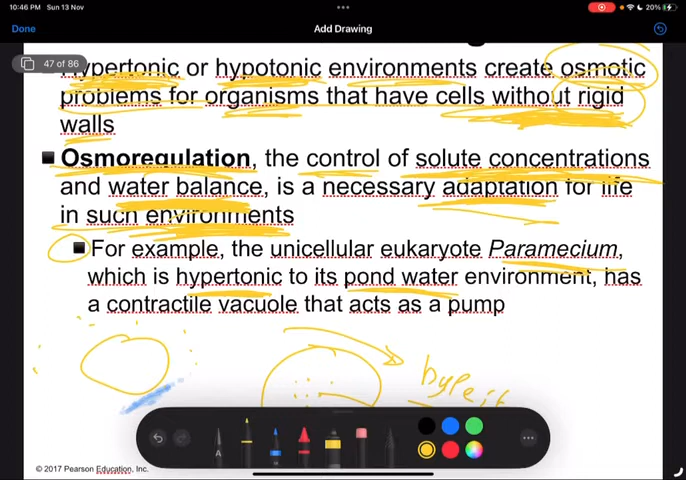 10:46 PM Sun 13 Nov
20%
Done
Add Drawing
47 of 86
Hypertonic or hypotonic environments create osmotic
problems for organisms that have cells without rigid
walls
Osmoregulation, the control of solute concentrations
and water balance, is a necessary adaptation for life
in such environments
For example, the unicellular eukaryote Paramecium,
which is hypertonic to its pond water environment, has
a contractile vacuole that acts as a pump
A
© 2017 Pearson Education, Inc.